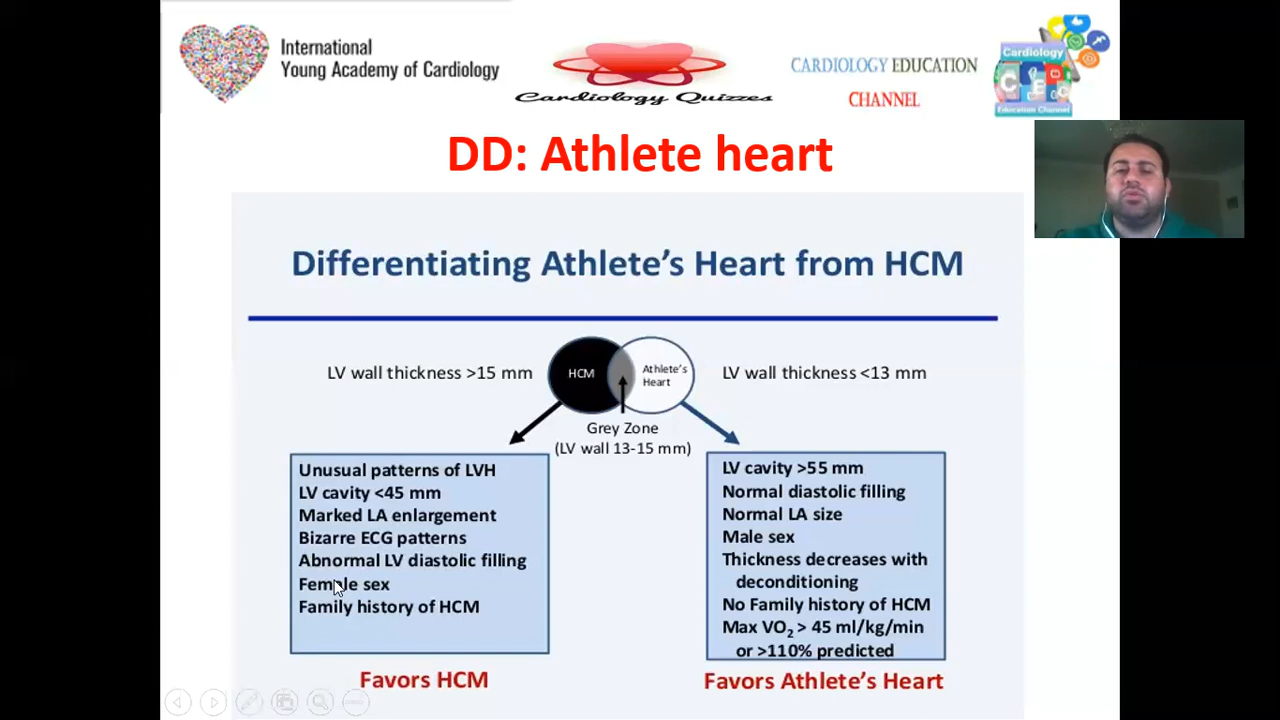 International
Young Academy of Cardiology
Cardiology Quizzes
CARDIOLOGY EDUCATION
CHANNEL
Cardiology
C E C
Education Channel
DD: Athlete heart
Differentiating Athlete's Heart from HCM
LV wall thickness >15 mm
HCM
Athlete's
Heart
LV wall thickness <13 mm
Grey Zone
(LV wall 13-15 mm)
Unusual patterns of LVH
LV cavity <45 mm
Marked LA enlargement
Bizarre ECG patterns
Abnormal LV diastolic filling
Female sex
Family history of HCM
Favors HCM
LV cavity >55 mm
Normal diastolic filling
Normal LA size
Male sex
Thickness decreases with
deconditioning
No Family history of HCM
Max VO₂ > 45 ml/kg/min
or >110% predicted
Favors Athlete's Heart